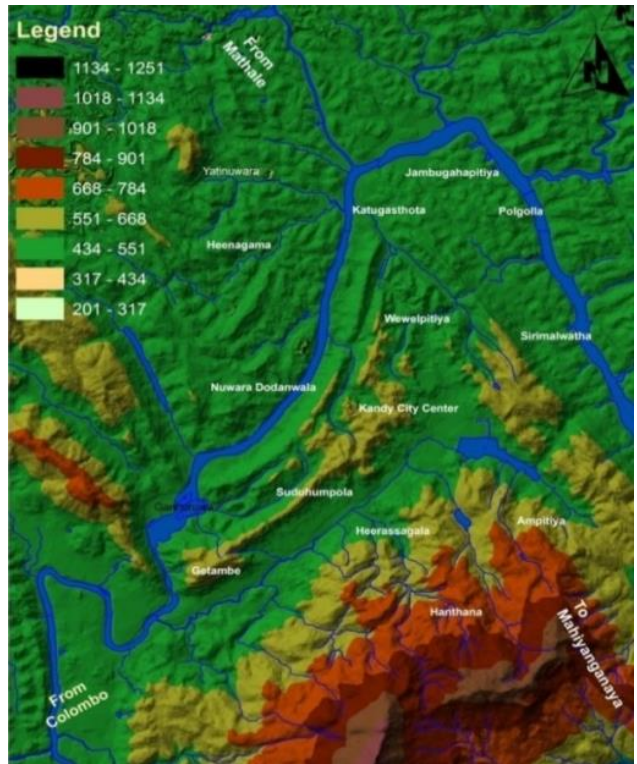 Legend
1134 - 1251
1018 - 1134
901 - 1018
784 - 901
668 - 784
551 - 668
434 - 551
317 - 434
201 - 317
From
Mathale
N
Jambugahapitiya
Yatinuwara
Katugasthota
Polgolla
Heenagama
Wewelpitiya
Sirimalwatha
Nuwara Dodanwala
Kandy City Center
Suduhumpola
Heerassagala
Ampitiya
Getambe
Hanthana
To
Mahiyanganaya
From
Colombo